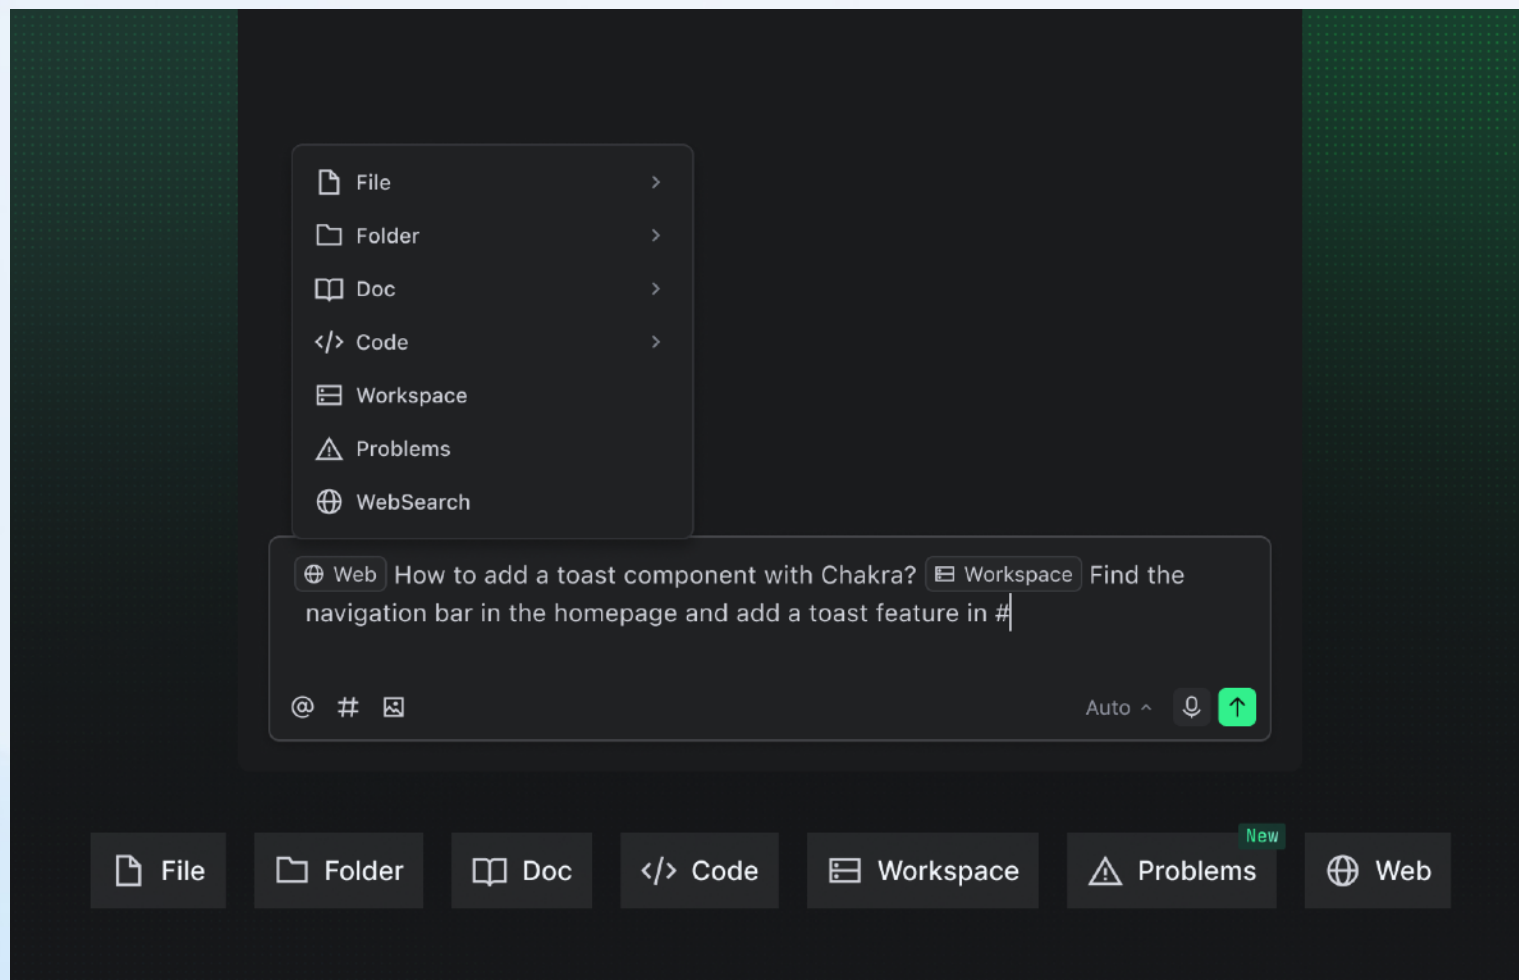 File
Folder
Doc
Code
Workspace
Problems
WebSearch
Web How to add a toast component with Chakra? Workspace Find the
navigation bar in the homepage and add a toast feature in #
Auto
New
File Folder Doc Code Workspace Problems Web